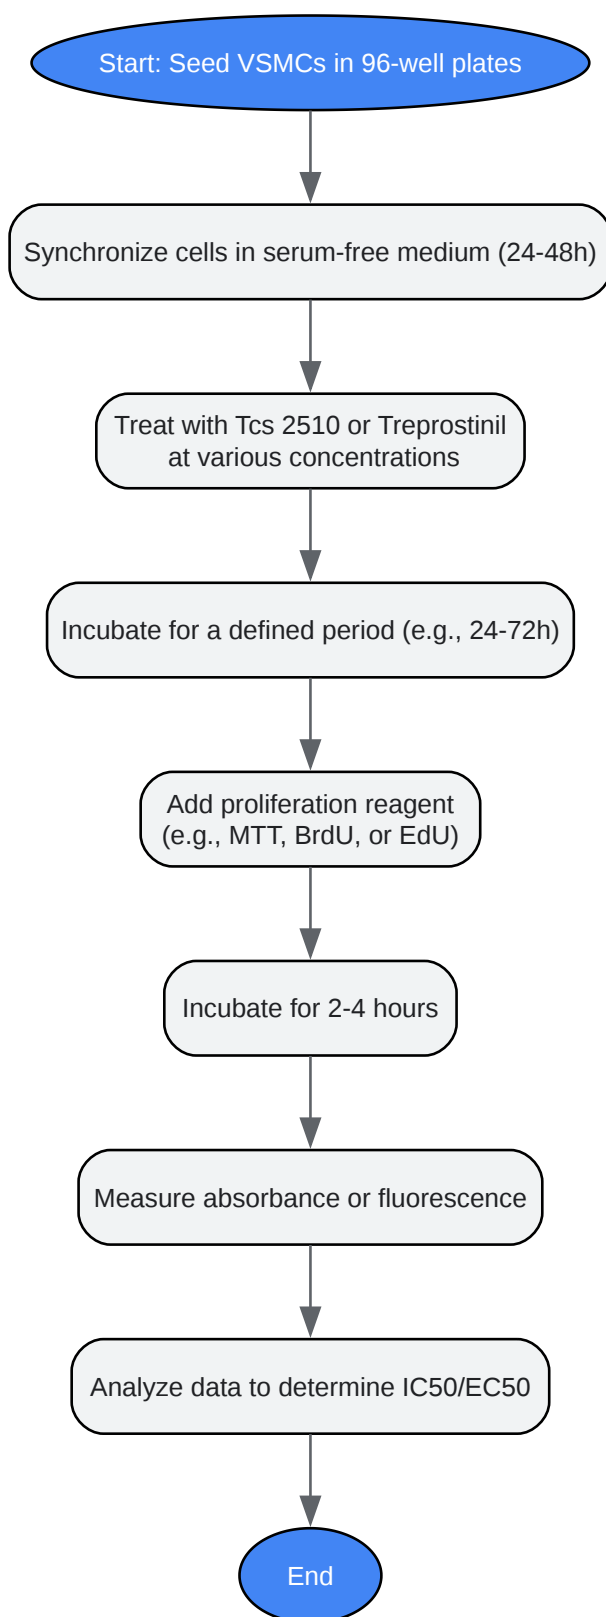 Start: Seed VSMCs in 96-well plates
Synchronize cells in serum-free medium (24-48h)
Treat with Tcs 2510 or Treprostinil
at various concentrations
Incubate for a defined period (e.g., 24-72h)
Add proliferation reagent
(e.g., MTT, BrdU, or EdU)
Incubate for 2-4 hours
Measure absorbance or fluorescence
Analyze data to determine IC50/EC50
End